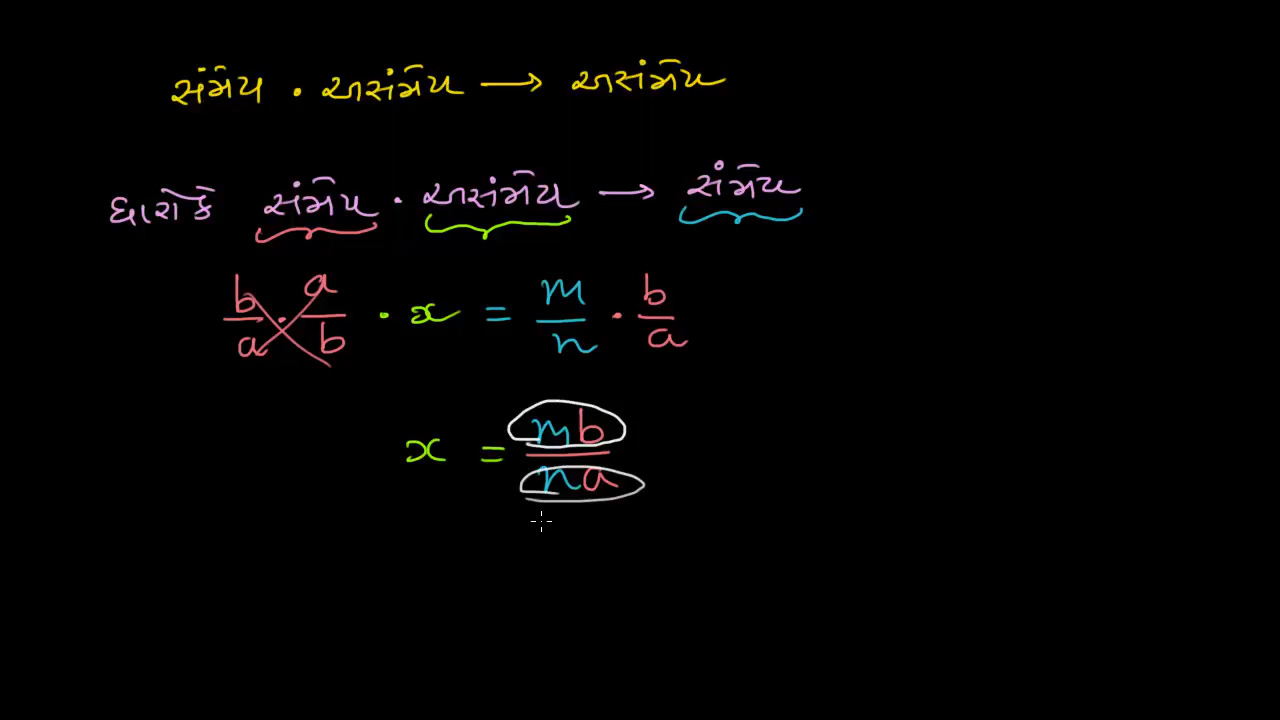 સંમેય · અસંમેય → અસંમેય
ધારોકે સંમેય · અસંમેય → સંમેય
b/a · a/b · x = m/n · b/a
x = mb/na